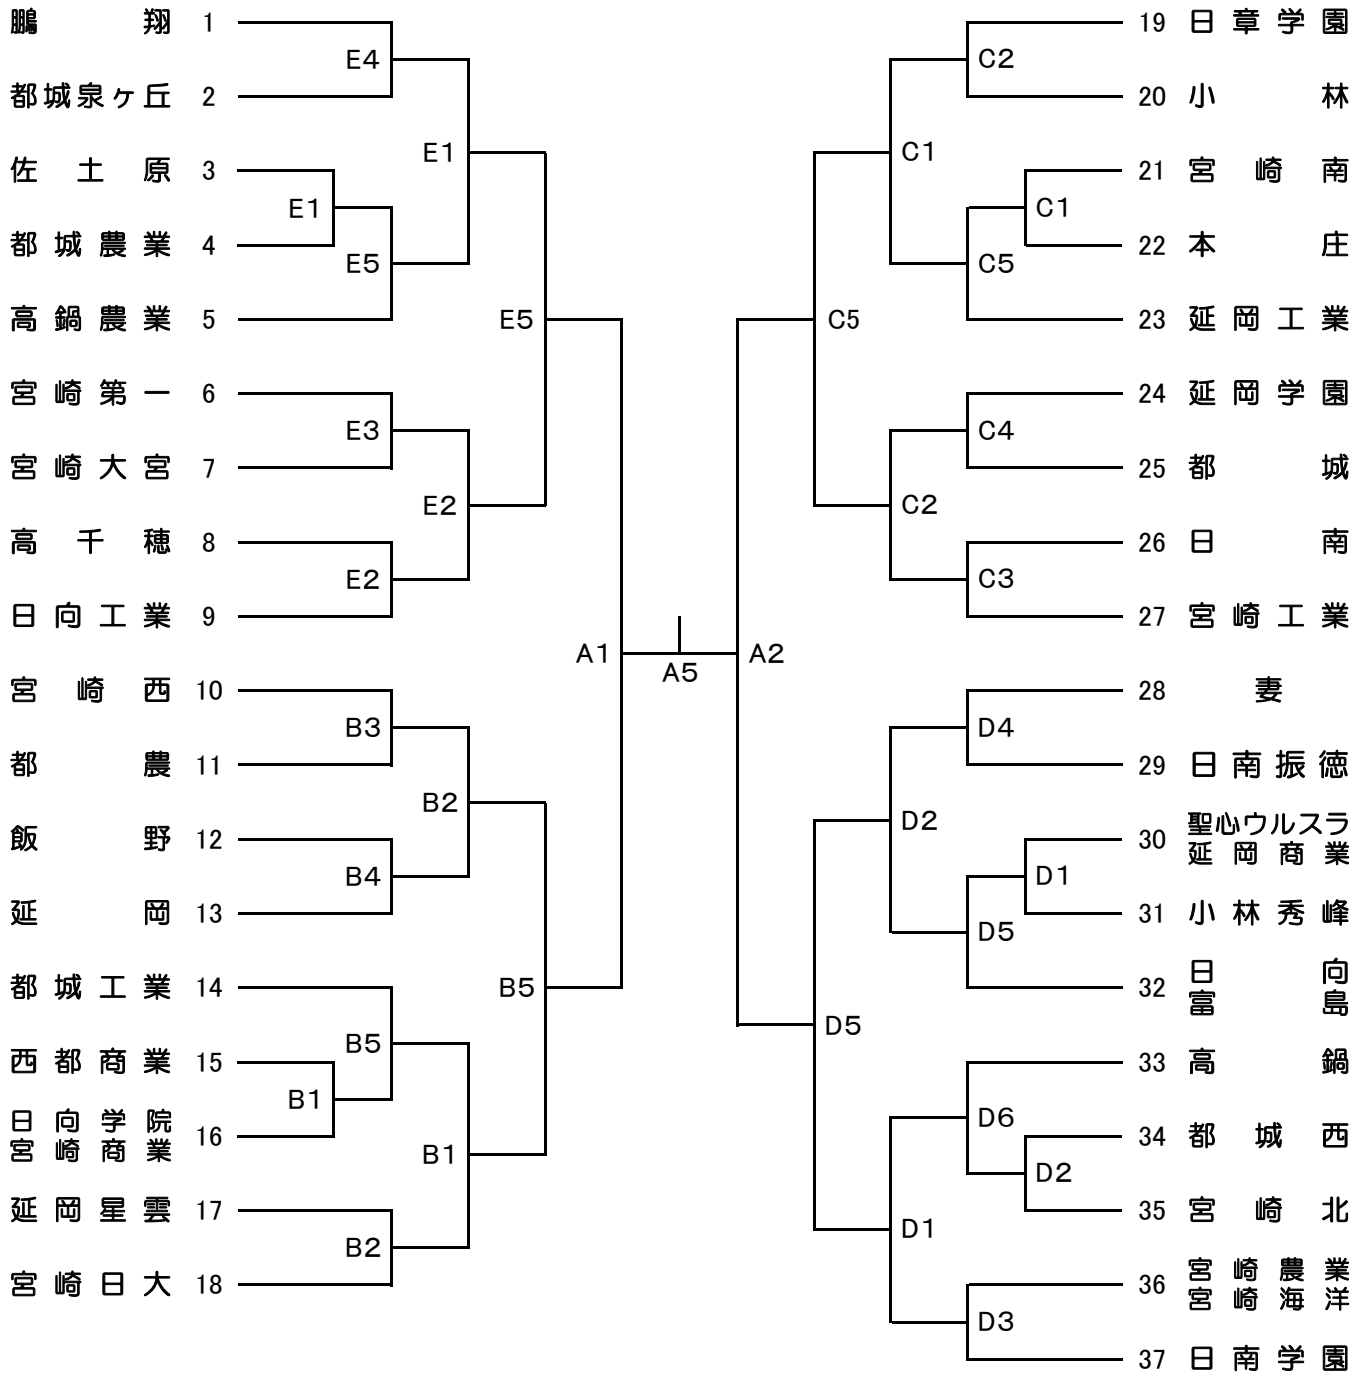 鵬翔 1
都城泉ヶ丘 2
佐土原 3
都城農業 4
高鍋農業 5
宮崎第一 6
宮崎大宮 7
高千穂 8
日向工業 9
宮崎西 10
都農 11
飯野 12
延岡 13
都城工業 14
西都商業 15
日向学院
宮崎商業
16
延岡星雲 17
宮崎日大 18
E4
E1
E1
E5
E5
E3
E2
E2
A1
B3
B2
B4
B5
B5
B1
B1
B2
A5
A2
C2
C1
C1
C5
C5
C4
C2
C3
D4
D2
D1
D5
D5
D6
D2
D1
D3
19 日章学園
20 小林
21 宮崎南
22 本庄
23 延岡工業
24 延岡学園
25 都城
26 日南
27 宮崎工業
28 妻
29 日南振徳
30
聖心ウルスラ
延岡商業
31 小林秀峰
32
日向
富島
33 高鍋
34 都城西
35 宮崎北
36
宮崎農業
宮崎海洋
37 日南学園